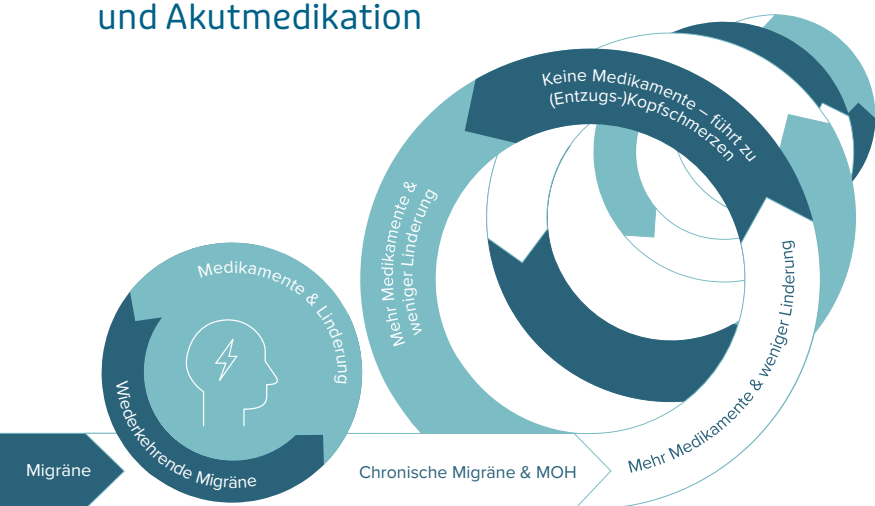 und Akutmedikation
Keine Medikamente – führt zu
(Entzugs-)Kopfschmerzen
Mehr Medikamente &
weniger Linderung
Medikamente & Linderung
Wiederkehrende Migräne
Mehr Medikamente & weniger Linderung
Migräne
Chronische Migräne & MOH